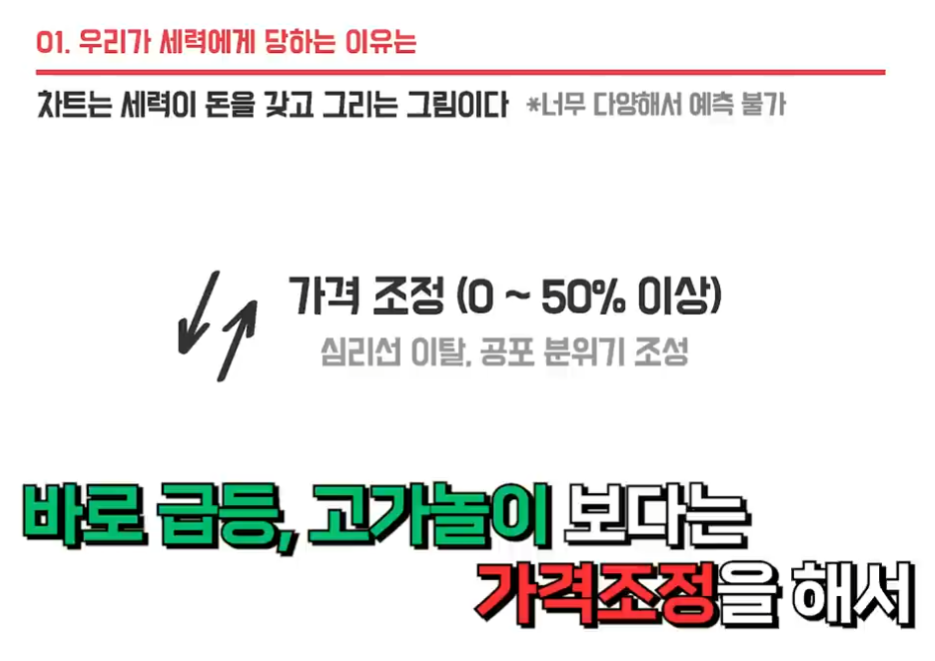 01. 우리가 세력에게 당하는 이유는
차트는 세력이 돈을 갖고 그리는 그림이다 *너무 다양해서 예측 불가
가격 조정 (0 ~ 50% 이상)
심리선 이탈, 공포 분위기 조성
바로 급등, 고가놀이 보다는
가격조정을 해서